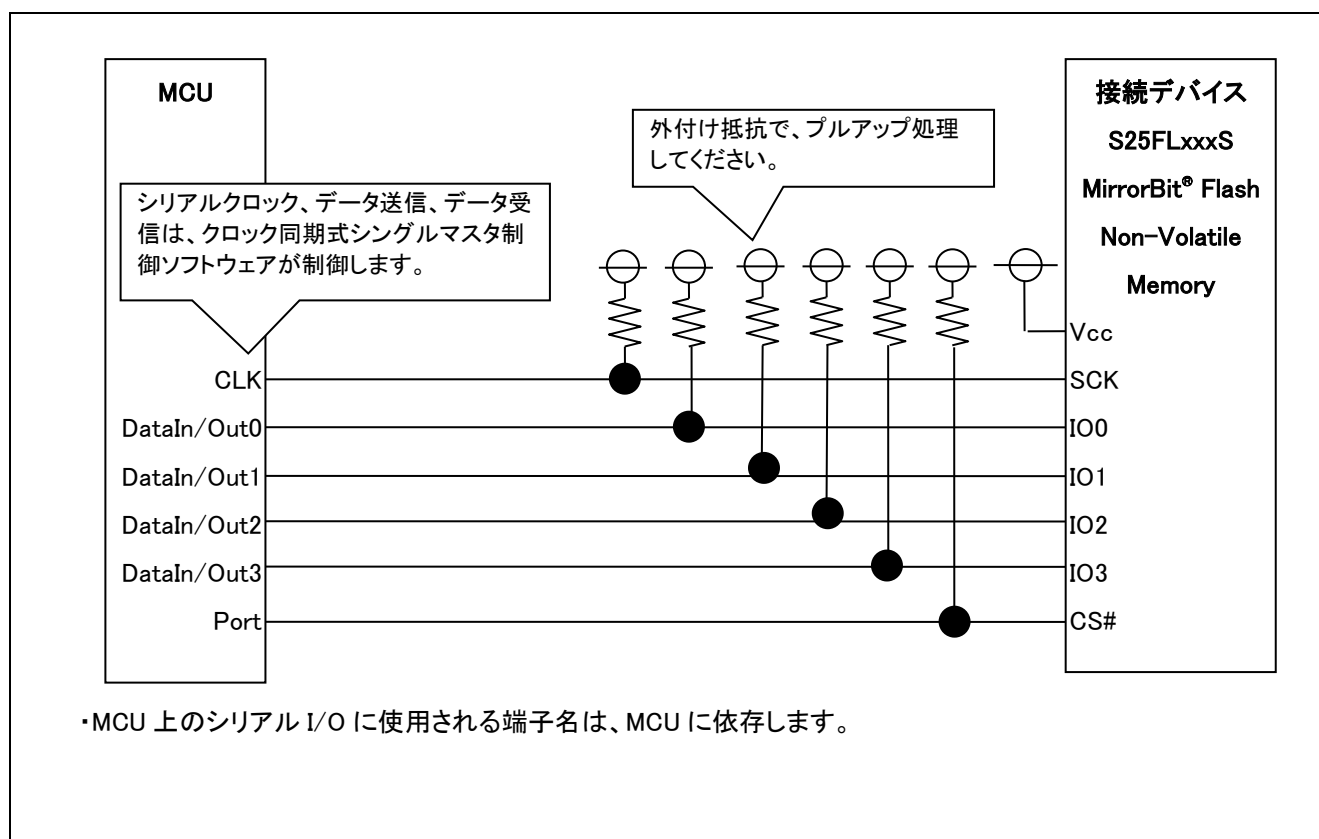 MCU
接続デバイス
S25FLxxxS
MirrorBit® Flash
Non-Volatile
Memory
外付け抵抗で、プルアップ処理
してください。
シリアルクロック、データ送信、データ受
信は、クロック同期式シングルマスタ制
御ソフトウェアが制御します。
Vcc
CLK
SCK
DataIn/Out0
IO0
DataIn/Out1
IO1
DataIn/Out2
IO2
DataIn/Out3
IO3
Port
CS#
・MCU 上のシリアル I/O に使用される端子名は、MCU に依存します。